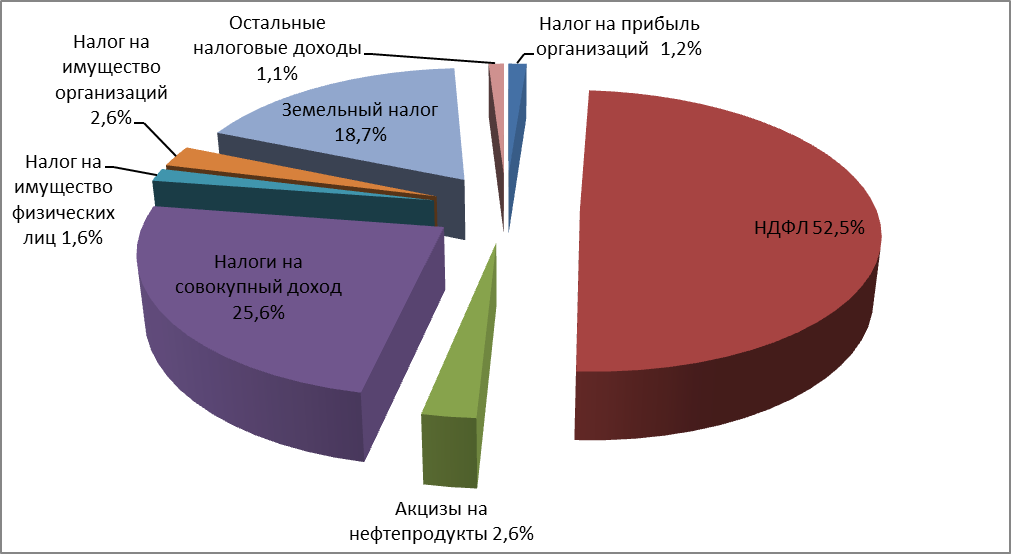 Остальные
налоговые доходы
1,1%
Налог на прибыль
организаций 1,2%
Налог на
имущество
организаций
2,6%
Земельный налог
18,7%
Налог на
имущество
физических
лиц 1,6%
НДФЛ 52,5%
Налоги на
совокупный доход
25,6%
Акцизы на
нефтепродукты 2,6%